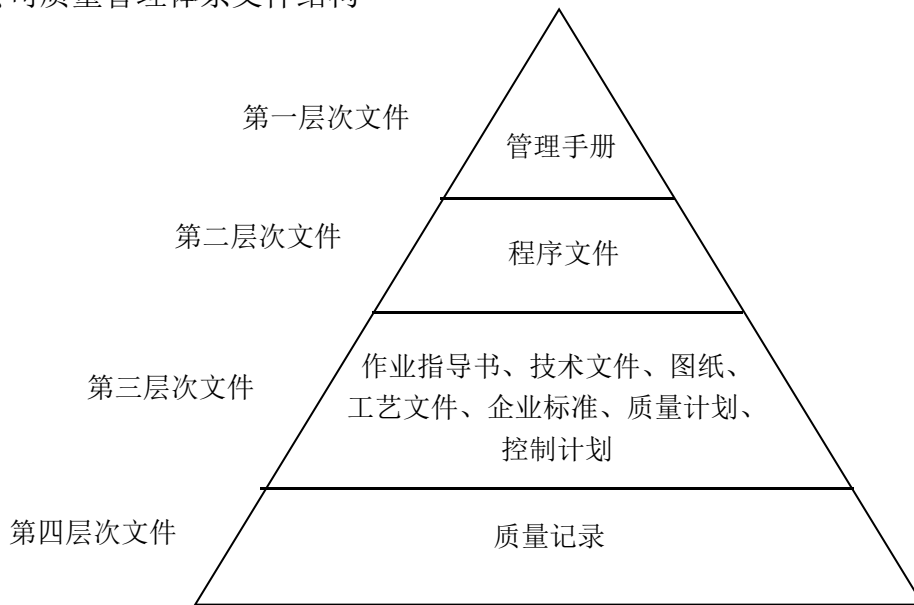 质量管理体系文件结构
第一层次文件
管理手册
第二层次文件
程序文件
第三层次文件
作业指导书、技术文件、图纸、
工艺文件、企业标准、质量计划、
控制计划
第四层次文件
质量记录